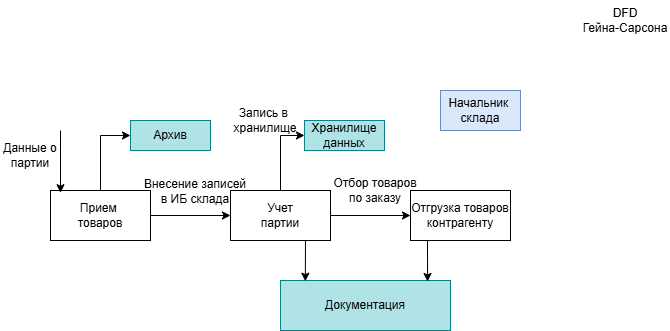 DFD
Гейна-Сарсона
Начальник
склада
Запись в
хранилище
Хранилище
данных
Архив
Данные о
партии
Внесение записей
в ИБ склада
Отбор товаров
по заказу
Прием
товаров
Учет
партии
Отгрузка товаров
контрагенту
Документация